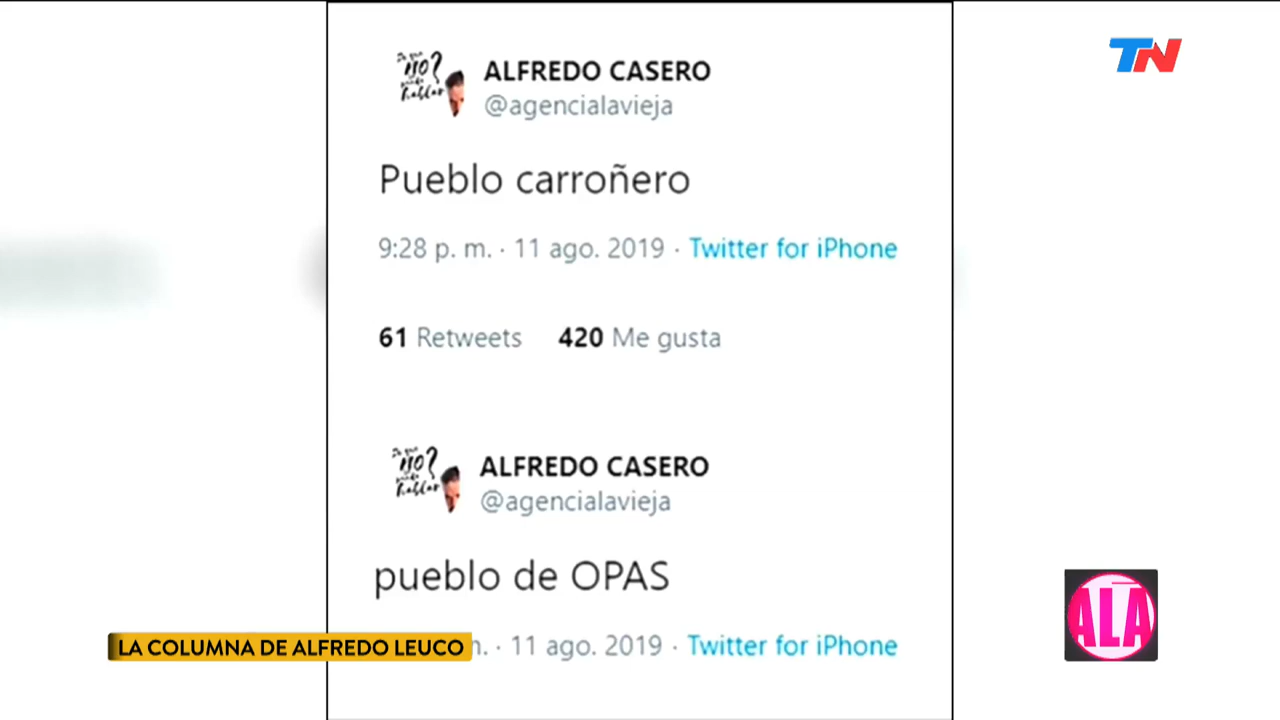 TN
ALFREDO CASERO
@agencialavieja
Pueblo carroñero
9:28 p. m. · 11 ago. 2019 · Twitter for iPhone
61 Retweets 420 Me gusta
ALFREDO CASERO
@agencialavieja
pueblo de OPAS
· 11 ago. 2019 · Twitter for iPhone
LA COLUMNA DE ALFREDO LEUCO
ALÁ